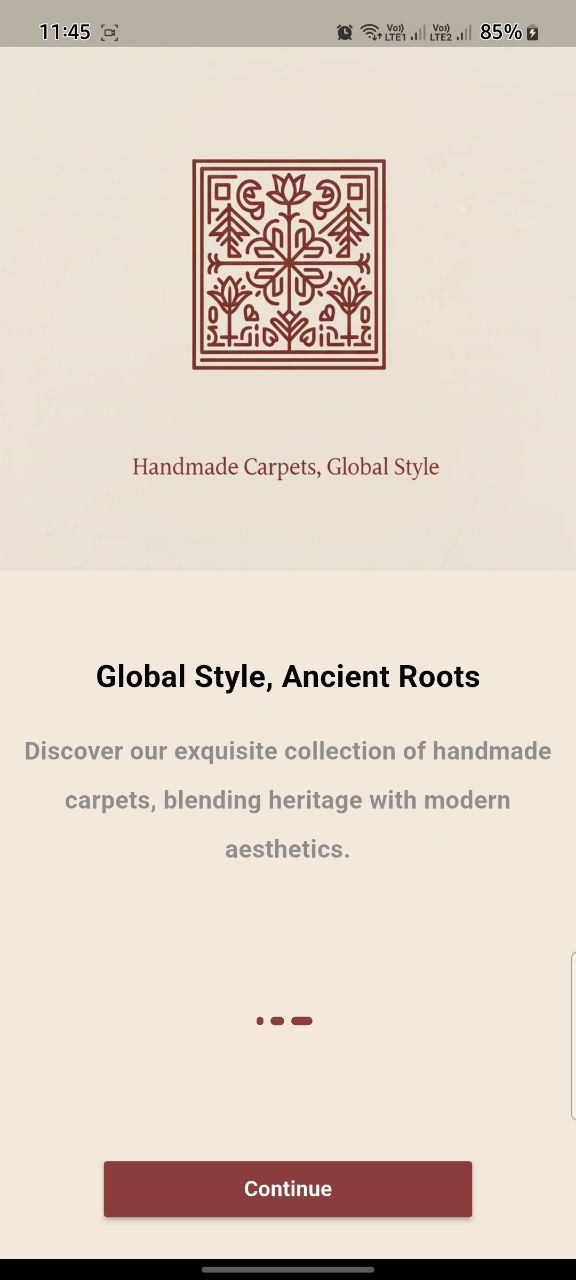 11:45
Vo)) LTE1 Vo)) LTE2 85%
Handmade Carpets, Global Style
Global Style, Ancient Roots
Discover our exquisite collection of handmade
carpets, blending heritage with modern
aesthetics.
Continue